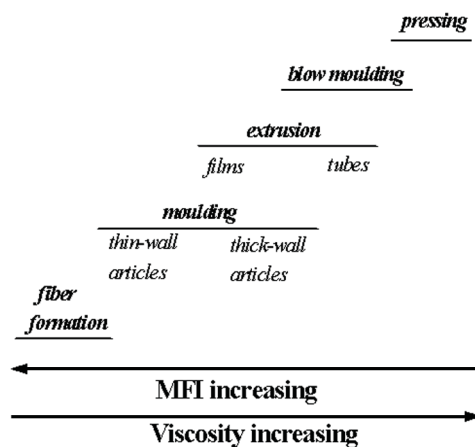 pressing
blow moulding
extrusion
films tubes
moulding
thin-wall thick-wall
articles articles
fiber
formation
MFI increasing
Viscosity increasing